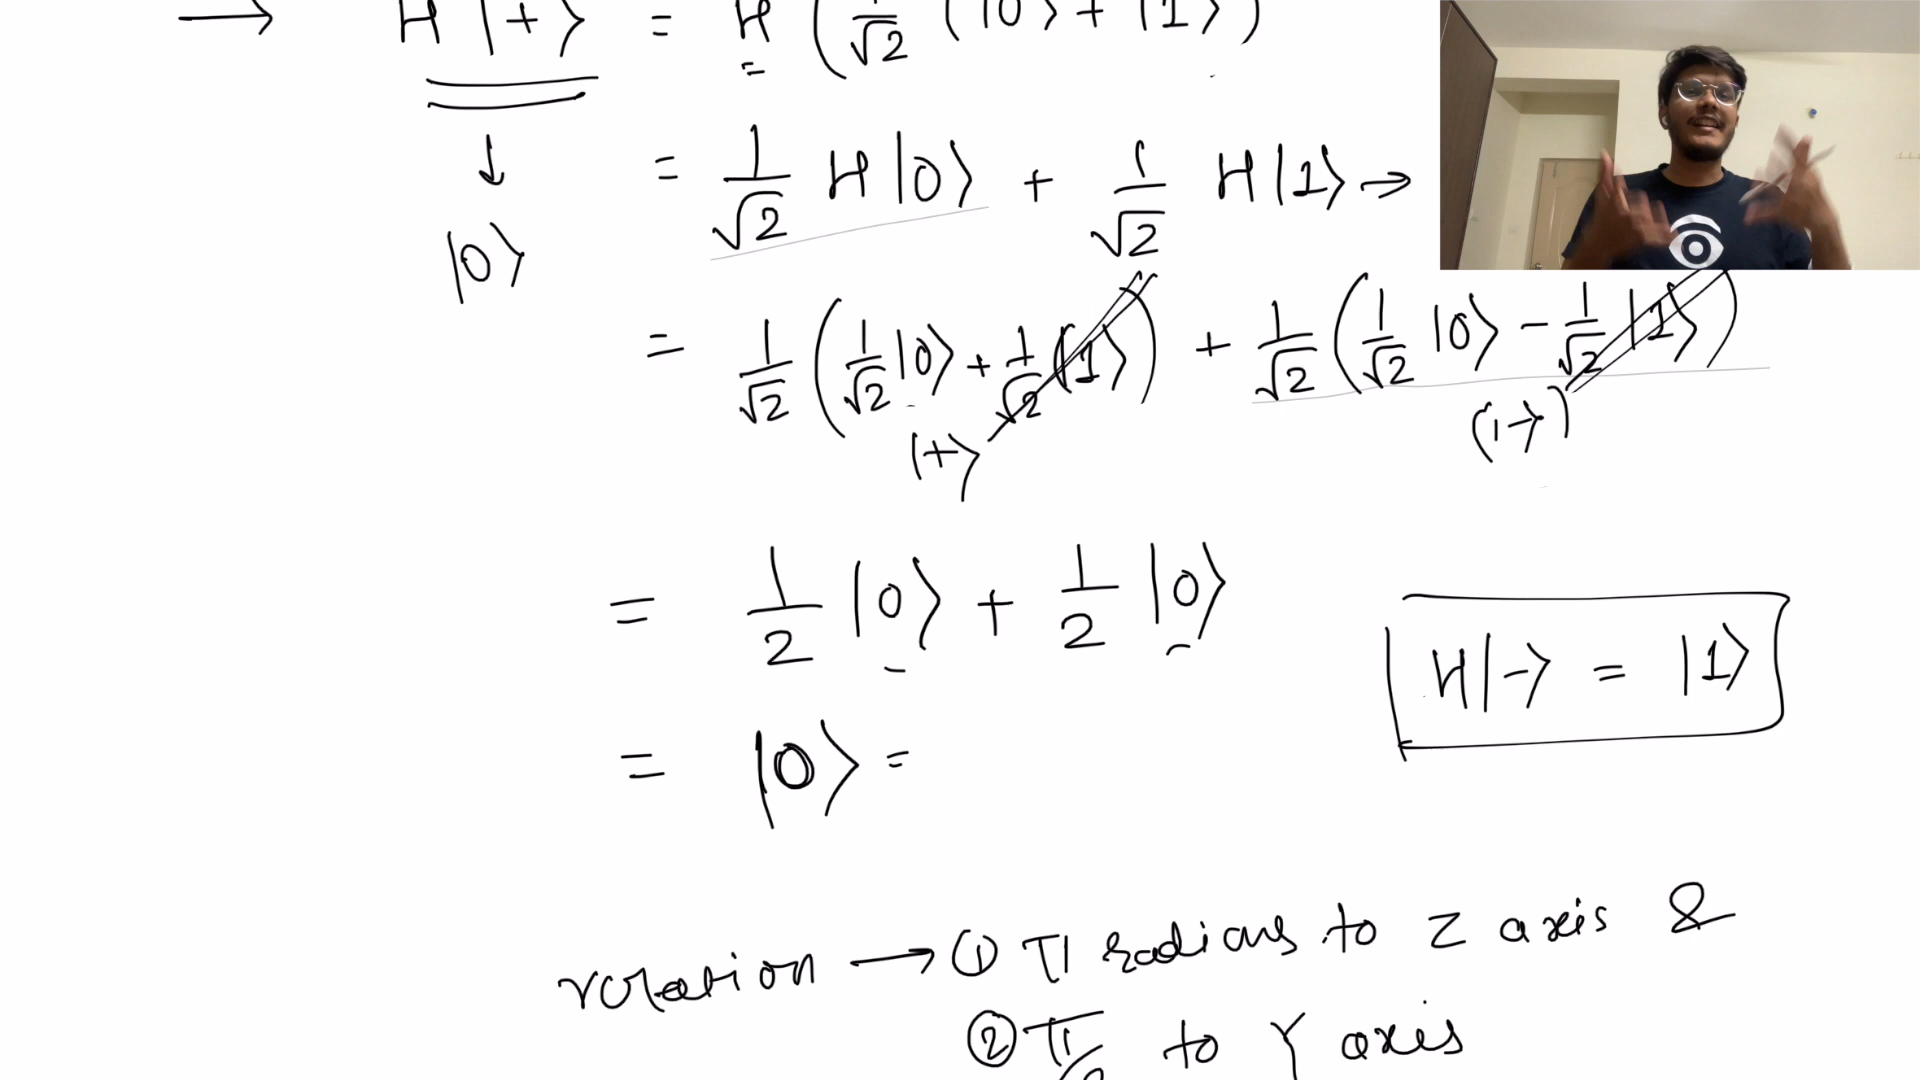 → H |+⟩ = H ( 1/√2 ( |0⟩ + |1⟩ )
=
↓ = 1/√2 H |0⟩ + 1/√2 H |1⟩ →
|0⟩
= 1/√2 ( 1/√2 |0⟩ + 1/√2 |1⟩ ) + 1/√2 ( 1/√2 |0⟩ - 1/√2 |1⟩ )
|+⟩ (|-⟩)
= 1/2 |0⟩ + 1/2 |0⟩
H|-⟩ = |1⟩
= |0⟩ =
rotation → ① π radians to Z axis &
② π/2 to Y axis